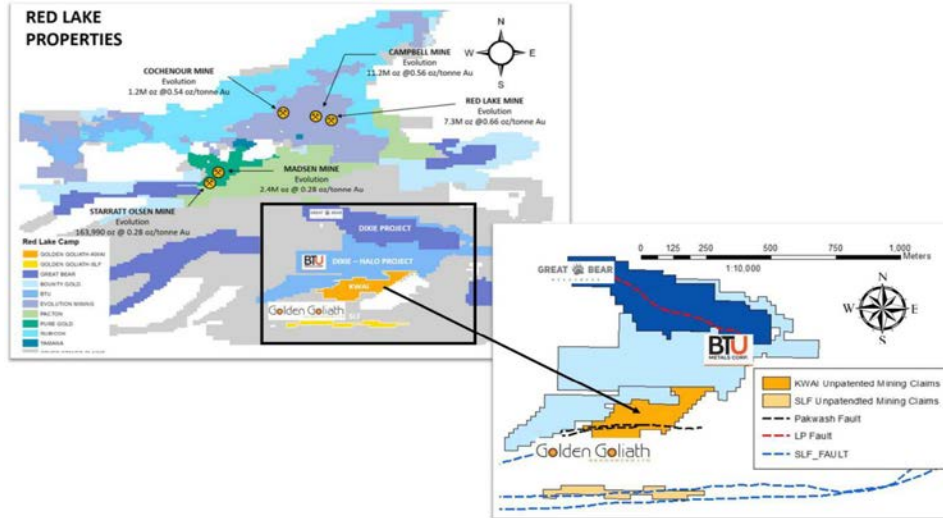 RED LAKE
PROPERTIES
N
W
E
S
CAMPBELL MINE
Evolution
11.2M oz @0.56 oz/tonne Au
COCHENOUR MINE
Evolution
1.2M oz @0.54 oz/tonne Au
RED LAKE MINE
Evolution
7.3M oz @0.66 oz/tonne Au
MADSEN MINE
Evolution
2.4M oz @ 0.28 oz/tonne Au
STARRATT OLSEN MINE
Evolution
163,990 oz @ 0.28 oz/tonne Au
Red Lake Camp
GOLDEN GOLIATH-KWAI
GOLDEN GOLIATH-SLF
GREAT BEAR
BOUNTY GOLD
BTU
EVOLUTION MINING
PACTON
PURE GOLD
RUBICON
GREAT BEAR
DIXIE PROJECT
BTU
DIXIE – HALO PROJECT
KWAI
Golden Goliath
SLF
0 125 250 500 750 1,000
Meters
1:10,000
GREAT BEAR
RESOURCES
N
W
E
S
BTU
METALS CORP.
Golden Goliath
RESOURCES LTD
KWAI Unpatented Mining Claims
SLF Unpatendted Mining Claims
Pakwash Fault
LP Fault
SLF_FAULT